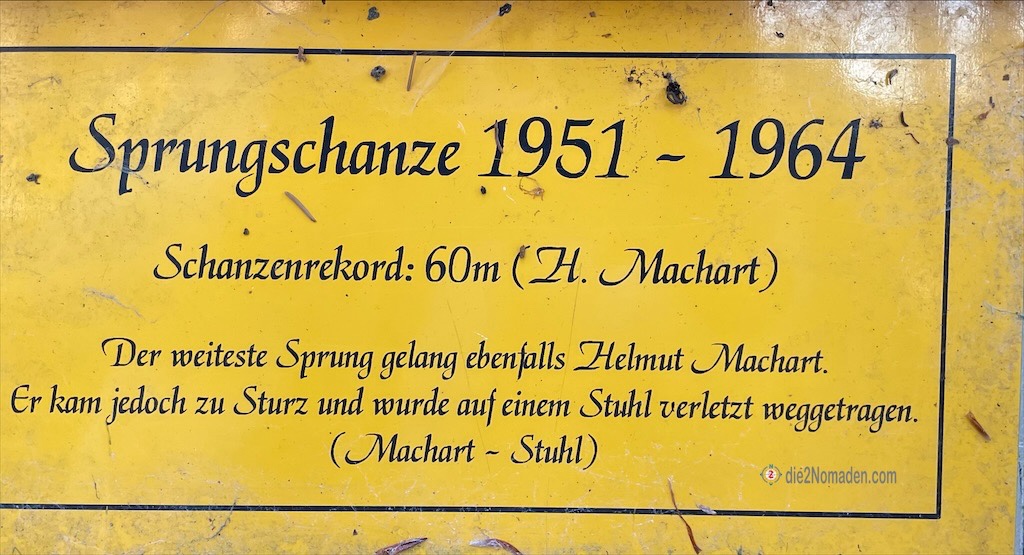 Sprungschanze 1951 - 1964
Schanzenrekord: 60m (H. Machart)
Der weiteste Sprung gelang ebenfalls Helmut Machart.
Er kam jedoch zu Sturz und wurde auf einem Stuhl verletzt weggetragen.
(Machart - Stuhl)
2 die2Nomaden.com